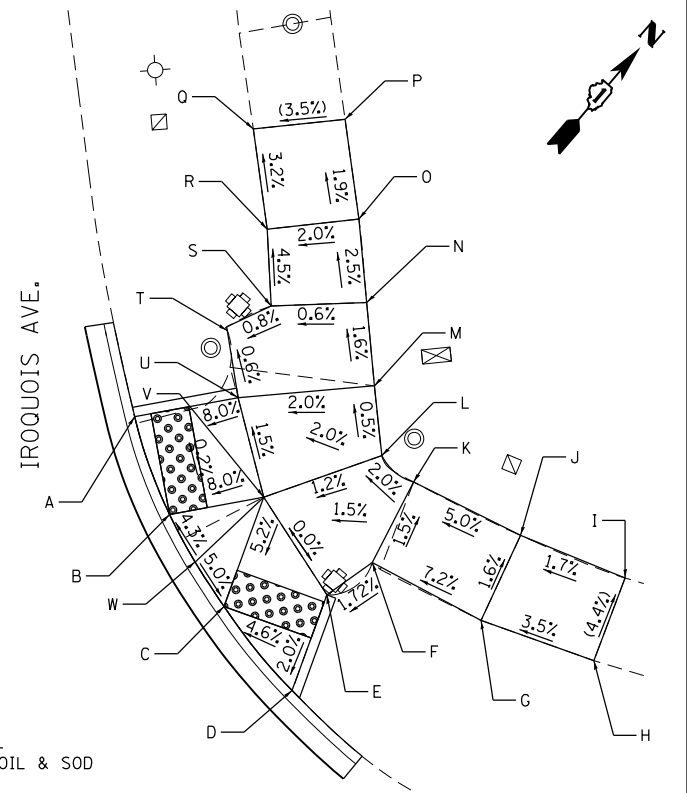 N
P
(3.5%)
Q
3.2%
1.9%
O
R
2.0%
N
S
4.5%
2.5%
T
0.8%
0.6%
IROQUOIS AVE.
1.6%
M
0.6%
U
V
8.0%
2.0%
0.5%
L
1.5%
2.0%
K
J
0.2%
2.0%
I
A
8.0%
1.2%
5.0%
4.3%
1.5%
1.5%
1.7%
B
5.2%
0.0%
1.6%
W
5.0%
7.2%
(4.4%)
1.72%
3.5%
C
4.6%
F
2.0%
E
G
D
H
OIL & SOD